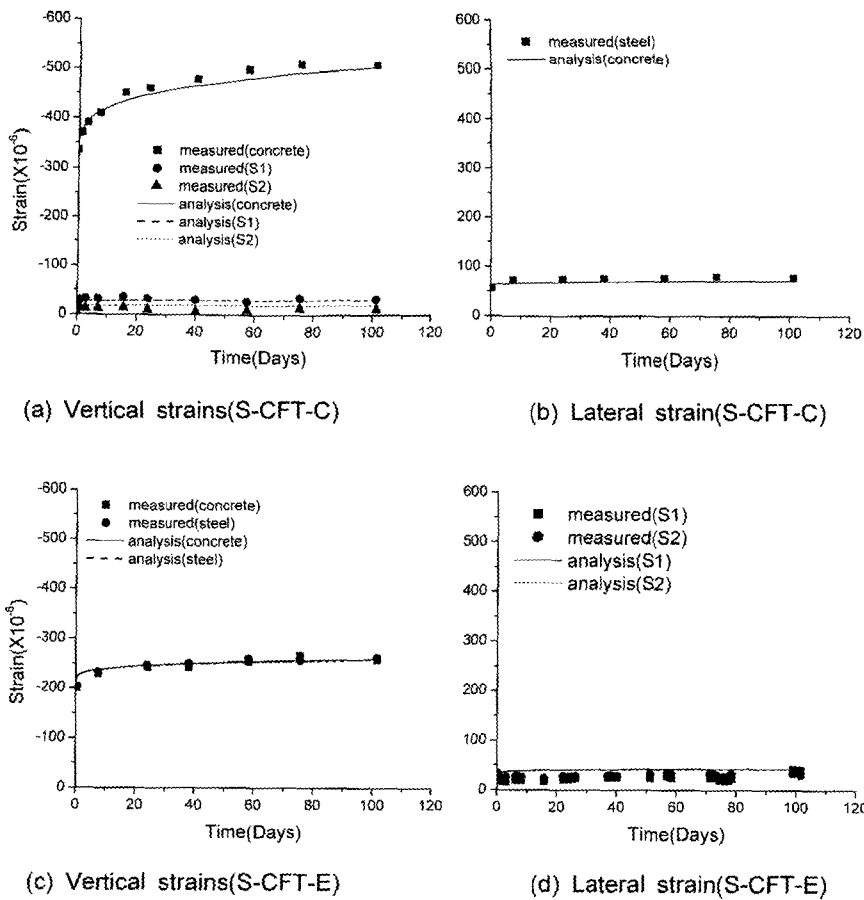 -600
-500
-400
-300
-200
-100
0
Strain(X10⁻⁶)
measured(concrete)
measured(S1)
measured(S2)
analysis(concrete)
analysis(S1)
analysis(S2)
0 20 40 60 80 100 120
Time(Days)
(a) Vertical strains(S-CFT-C)
600
500
400
300
200
100
0
measured(steel)
analysis(concrete)
0 20 40 60 80 100 120
Time(Days)
(b) Lateral strain(S-CFT-C)
-600
-500
-400
-300
-200
-100
0
Strain(X10⁻⁶)
measured(concrete)
measured(steel)
analysis(concrete)
analysis(steel)
0 20 40 60 80 100 120
Time(Days)
(c) Vertical strains(S-CFT-E)
600
500
400
300
200
100
0
measured(S1)
measured(S2)
analysis(S1)
analysis(S2)
0 20 40 60 80 100 120
Time(Days)
(d) Lateral strain(S-CFT-E)